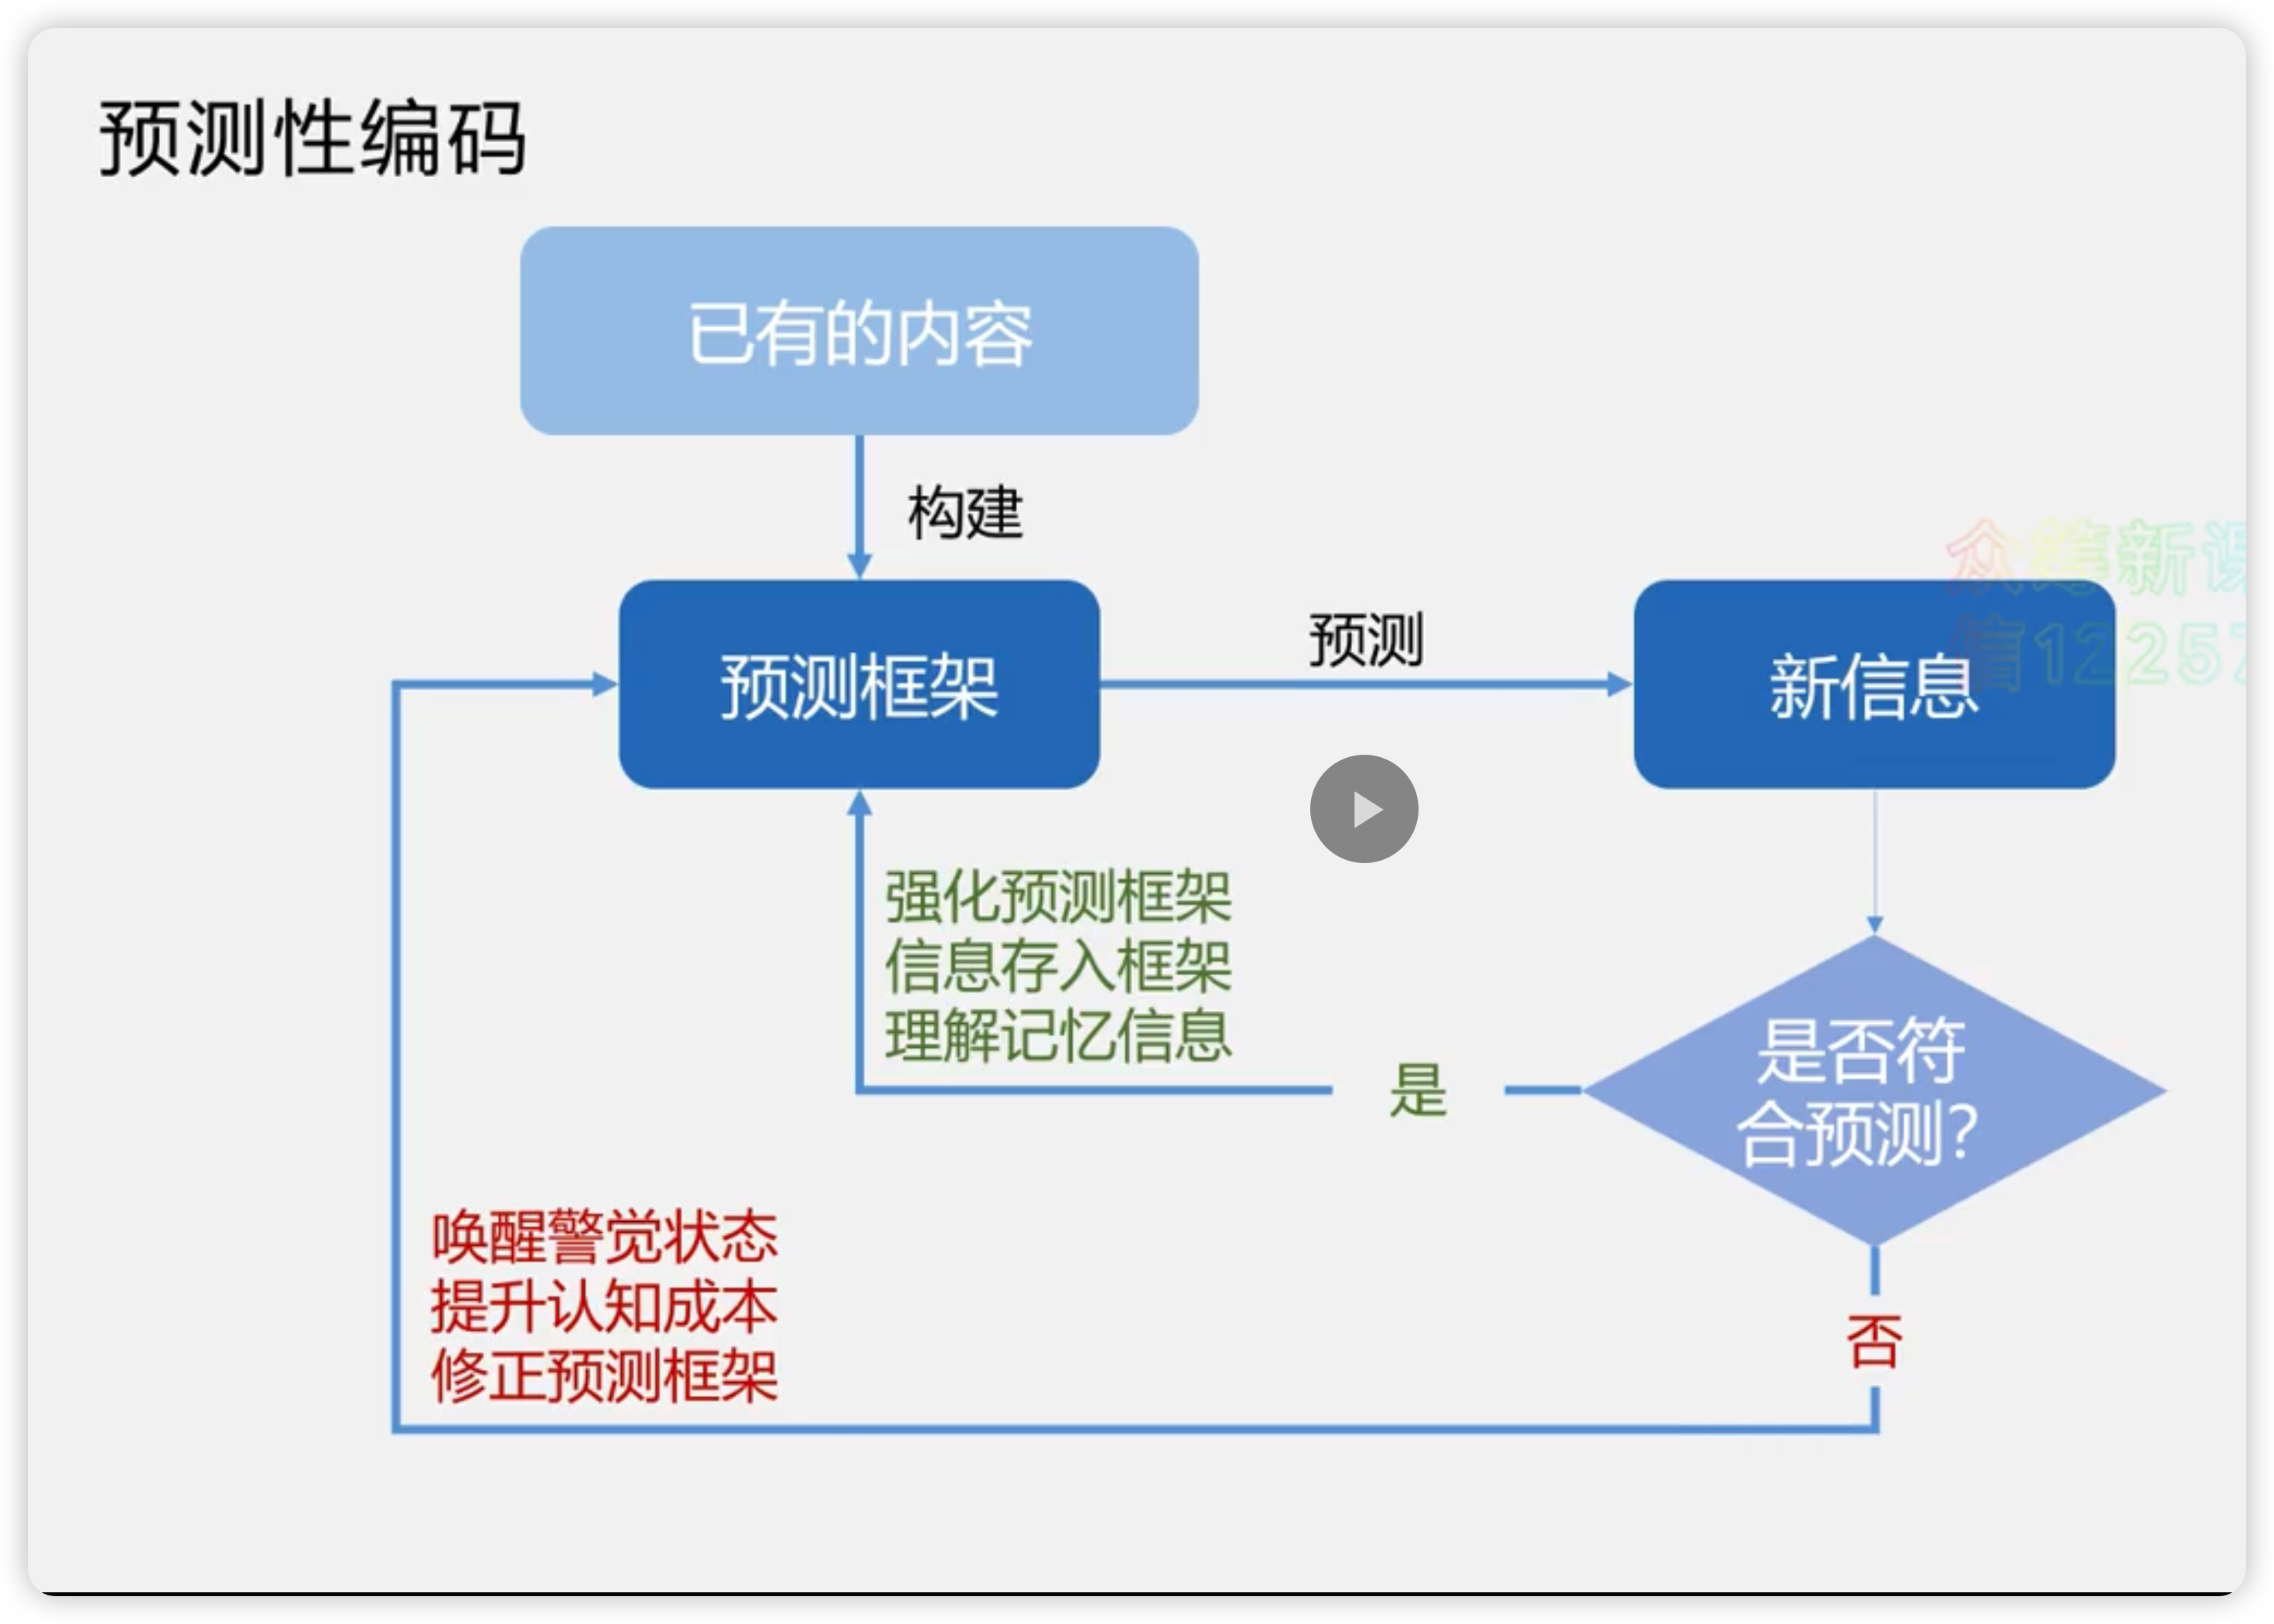 预测性编码
已有的内容
构建
预测框架
预测
新信息
众筹新课
信12257
强化预测框架
信息存入框架
理解记忆信息
是
是否符
合预测?
唤醒警觉状态
提升认知成本
修正预测框架
否